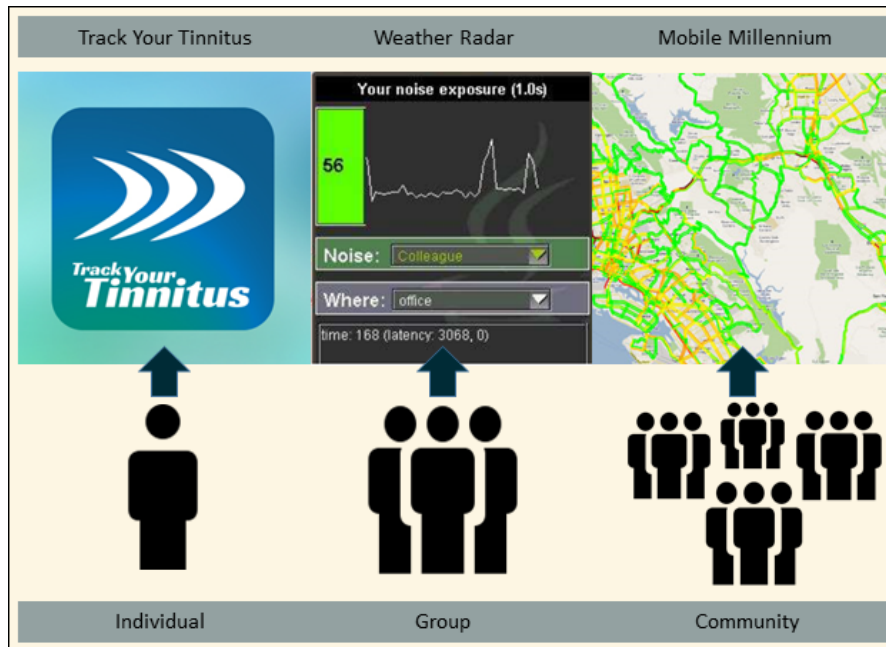 Track Your Tinnitus
Weather Radar
Mobile Millennium
Track Your
Tinnitus
Your noise exposure (1.0s)
56
Noise: Colleague
Where: office
time: 168 (latency: 3068, 0)
Individual
Group
Community